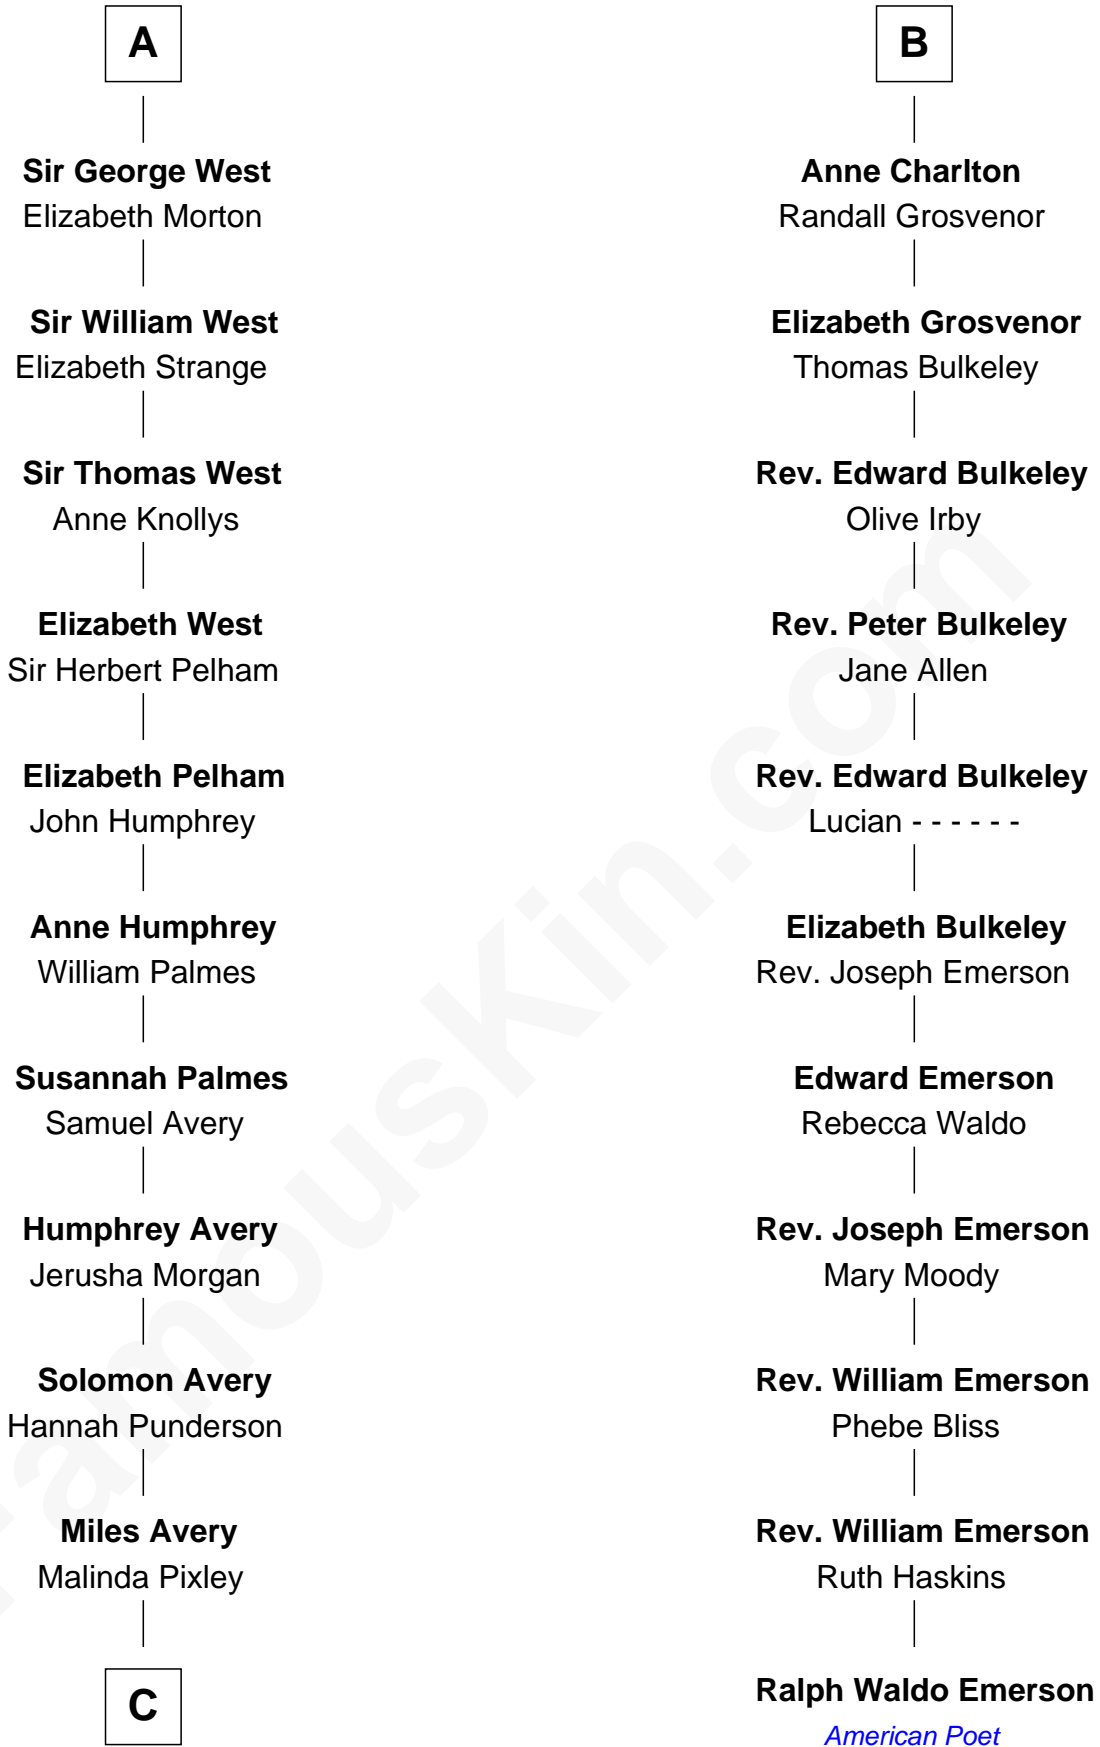 A
Sir George West
Elizabeth Morton
Sir William West
Elizabeth Strange
Sir Thomas West
Anne Knollys
Elizabeth West
Sir Herbert Pelham
Elizabeth Pelham
John Humphrey
Anne Humphrey
William Palmes
Susannah Palmes
Samuel Avery
Humphrey Avery
Jerusha Morgan
Solomon Avery
Hannah Punderson
Miles Avery
Malinda Pixley
C
B
Anne Charlton
Randall Grosvenor
Elizabeth Grosvenor
Thomas Bulkeley
Rev. Edward Bulkeley
Olive Irby
Rev. Peter Bulkeley
Jane Allen
Rev. Edward Bulkeley
Lucian - - - - - -
Elizabeth Bulkeley
Rev. Joseph Emerson
Edward Emerson
Rebecca Waldo
Rev. Joseph Emerson
Mary Moody
Rev. William Emerson
Phebe Bliss
Rev. William Emerson
Ruth Haskins
Ralph Waldo Emerson
American Poet
FamousKin.com